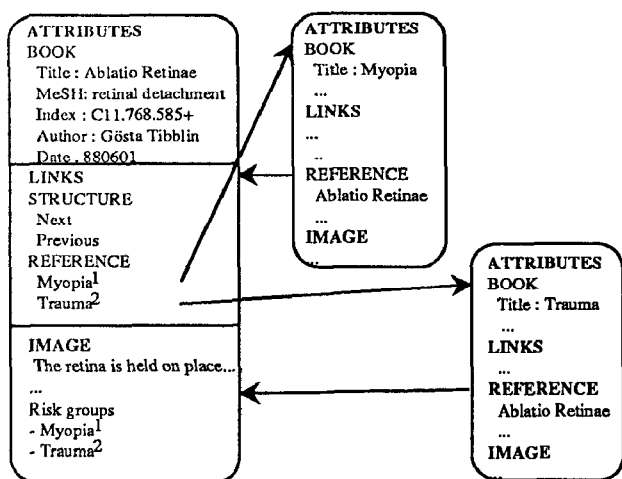 ATTRIBUTES
BOOK
Title : Ablatio Retinae
MeSH: retinal detachment
Index : C11.768.585+
Author : Gösta Tibblin
Date . 880601
LINKS
STRUCTURE
Next
Previous
REFERENCE
Myopia1
Trauma2
IMAGE
The retina is held on place...
...
Risk groups
- Myopia1
- Trauma2
ATTRIBUTES
BOOK
Title : Myopia
...
LINKS
...
..
REFERENCE
Ablatio Retinae
...
IMAGE
...
ATTRIBUTES
BOOK
Title : Trauma
...
LINKS
...
REFERENCE
Ablatio Retinae
...
IMAGE
...